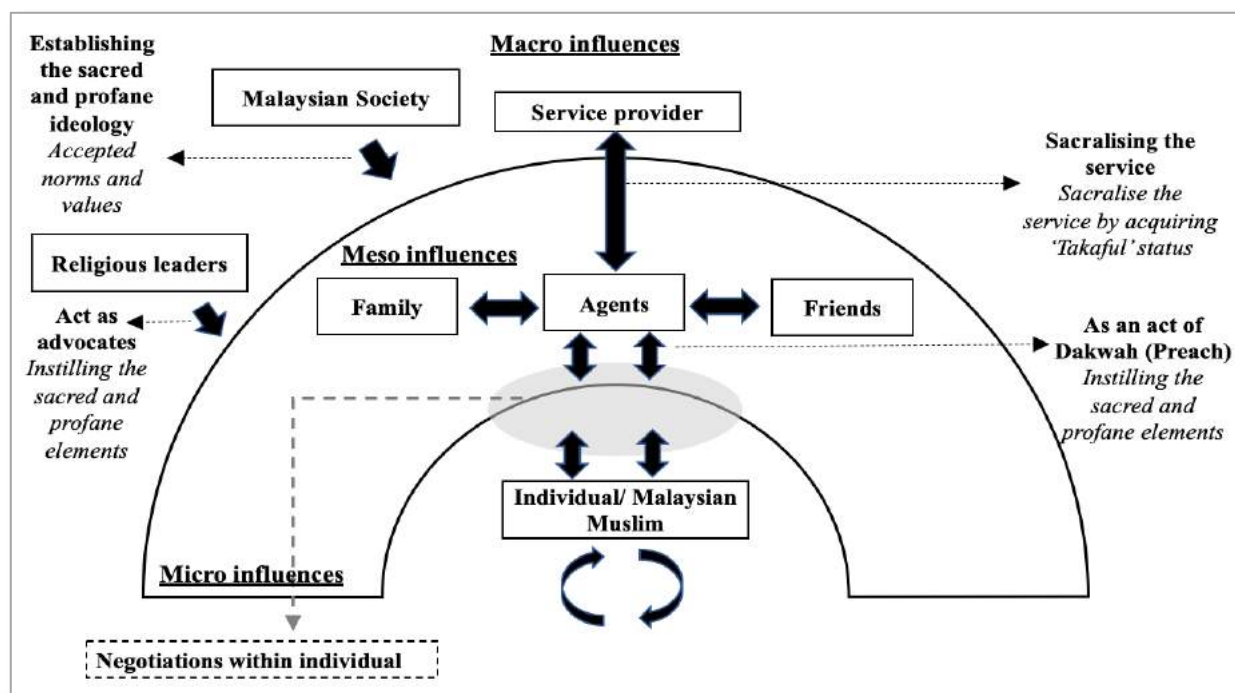 Macro influences
Establishing
the sacred
and profane
ideology
Accepted
norms and
values
Malaysian Society
Service provider
Sacralising the
service
Sacralise the
service by acquiring
'Takaful' status
Religious leaders
Meso influences
Family
Agents
Friends
Act as
advocates
Instilling the
sacred and
profane
elements
As an act of
Dakwah (Preach)
Instilling the
sacred and
profane elements
Individual/ Malaysian
Muslim
Micro influences
Negotiations within individual